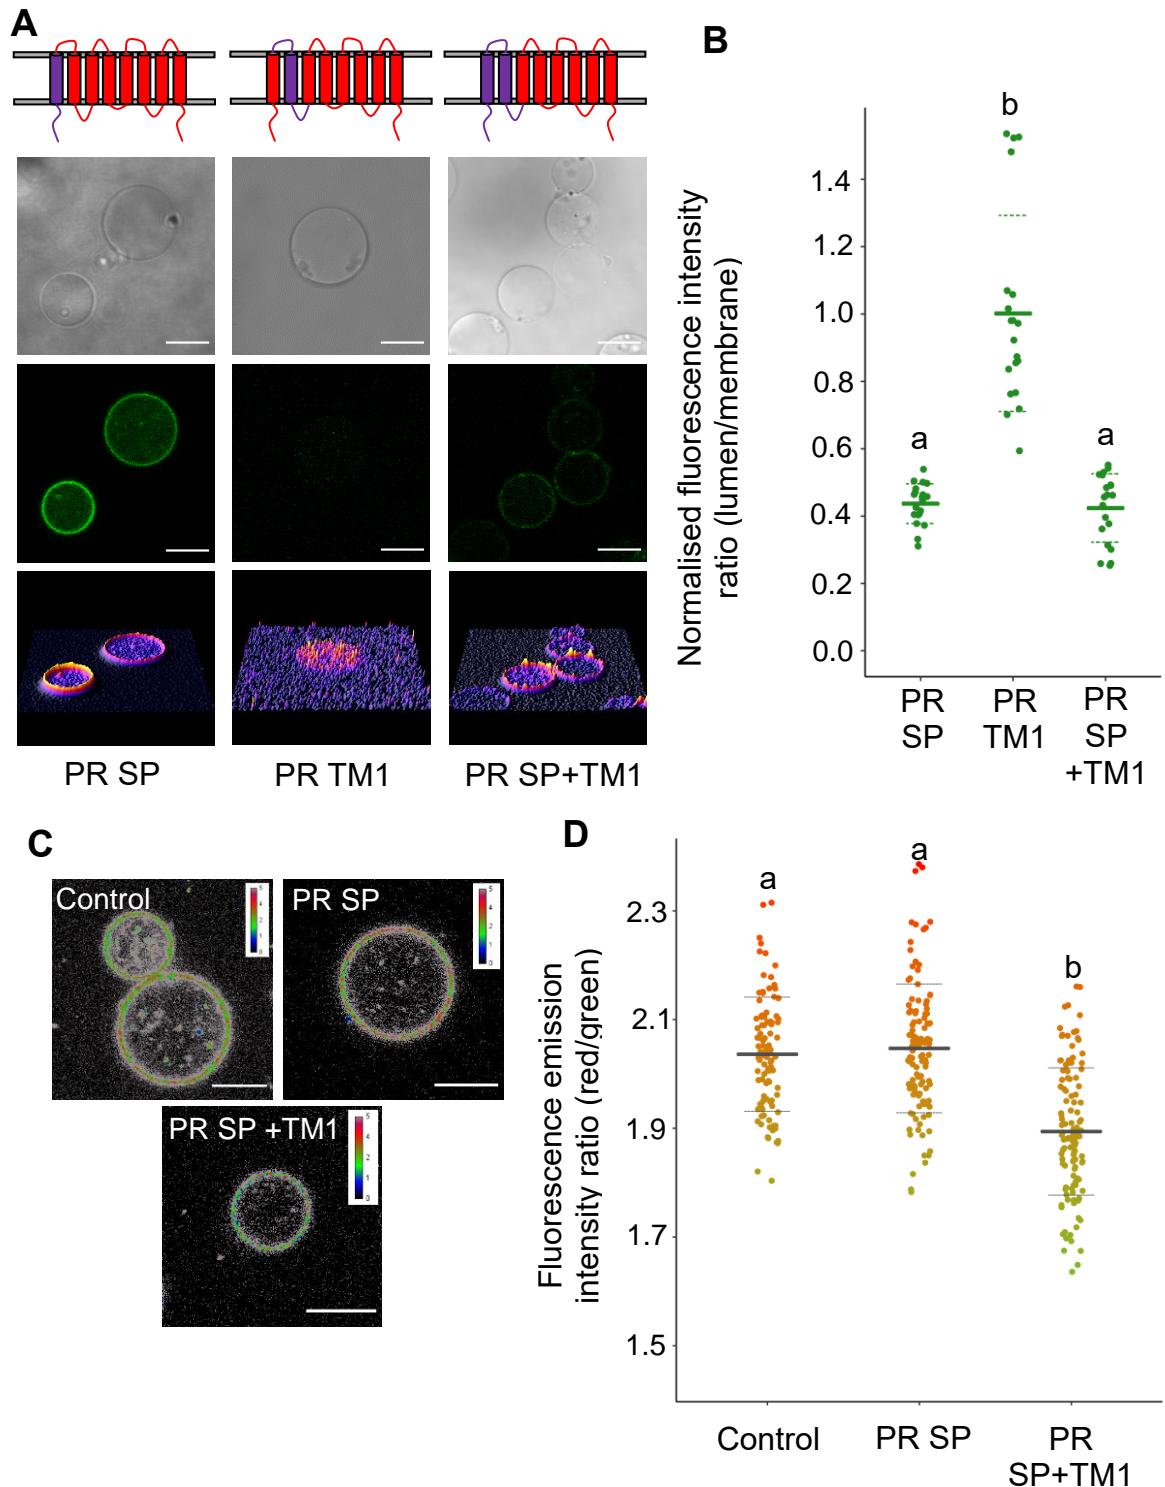 A
PR SP
PR TM1
PR SP+TM1
B
Normalised fluorescence intensity
ratio (lumen/membrane)
1.4
1.2
1.0
0.8
0.6
0.4
0.2
0.0
a
b
a
PR
SP
PR
TM1
PR
SP
+TM1
C
Control
PR SP
PR SP +TM1
D
Fluorescence emission
intensity ratio (red/green)
2.3
2.1
1.9
1.7
1.5
a
a
b
Control
PR SP
PR
SP+TM1